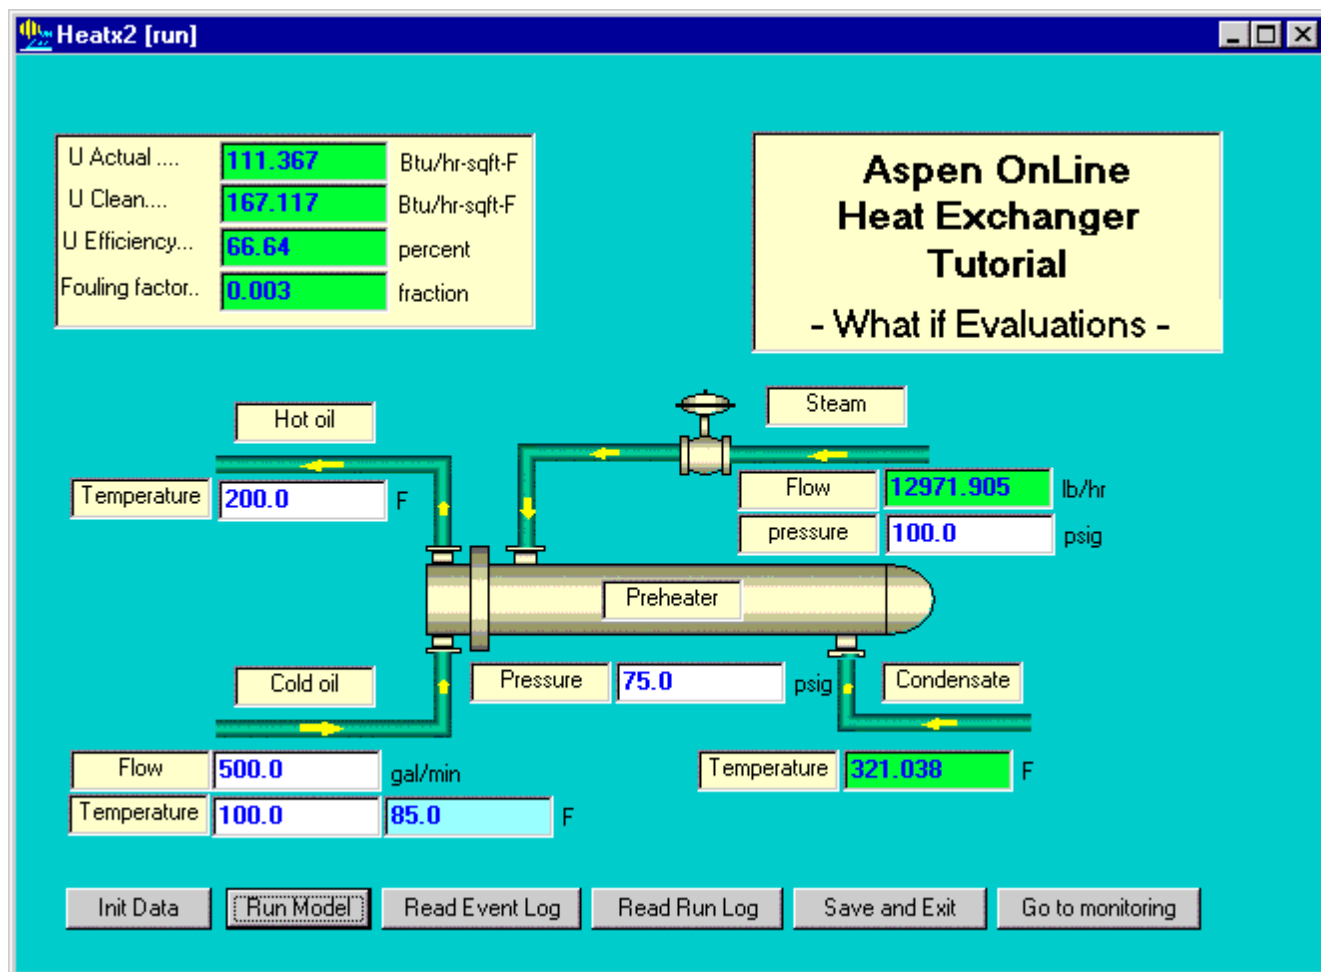 Heatx2 [run]
U Actual .... 111.367 Btu/hr-sqft-F
U Clean.... 167.117 Btu/hr-sqft-F
U Efficiency... 66.64 percent
Fouling factor.. 0.003 fraction
Aspen OnLine
Heat Exchanger
Tutorial
- What if Evaluations -
Hot oil
Temperature 200.0 F
Steam
Flow 12971.905 lb/hr
pressure 100.0 psig
Preheater
Cold oil
Pressure 75.0 psig
Condensate
Flow 500.0 gal/min
Temperature 100.0 85.0 F
Temperature 321.038 F
Init Data Run Model Read Event Log Read Run Log Save and Exit Go to monitoring